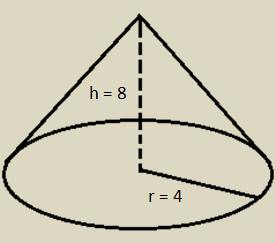 h = 8
r = 4